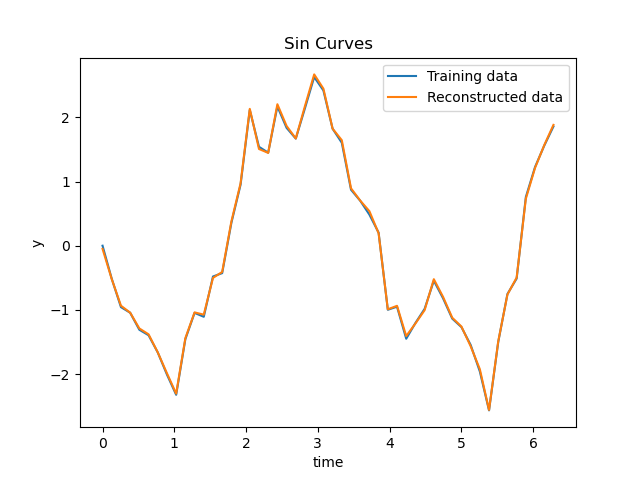 Sin Curves
Training data
Reconstructed data
y
2
1
0
−1
−2
0 1 2 3 4 5 6
time